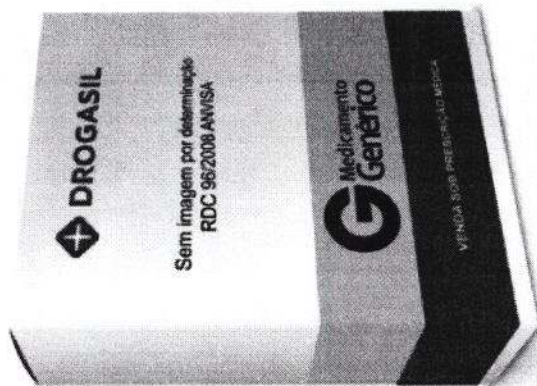 DROGASIL
Sem imagem por determinação
RDC 96/2008 ANVISA
G Medicamento
Genérico
VENDA SOB PRESCRIÇÃO MÉDICA